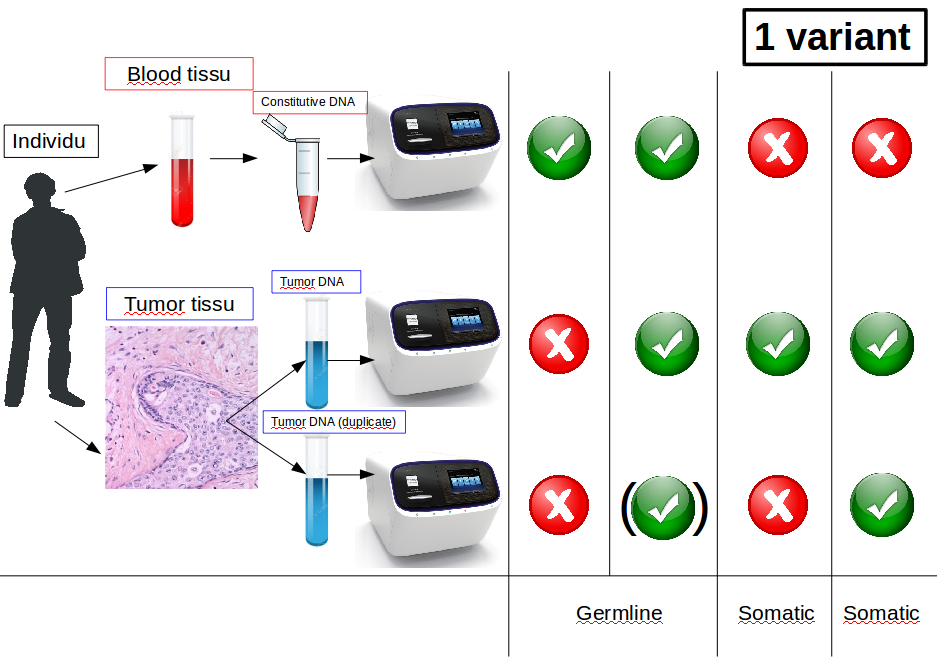 1 variant
Blood tissu
Constitutive DNA
Individu
Tumor DNA
Tumor tissu
Tumor DNA (duplicate)
( )
Germline
Somatic
Somatic